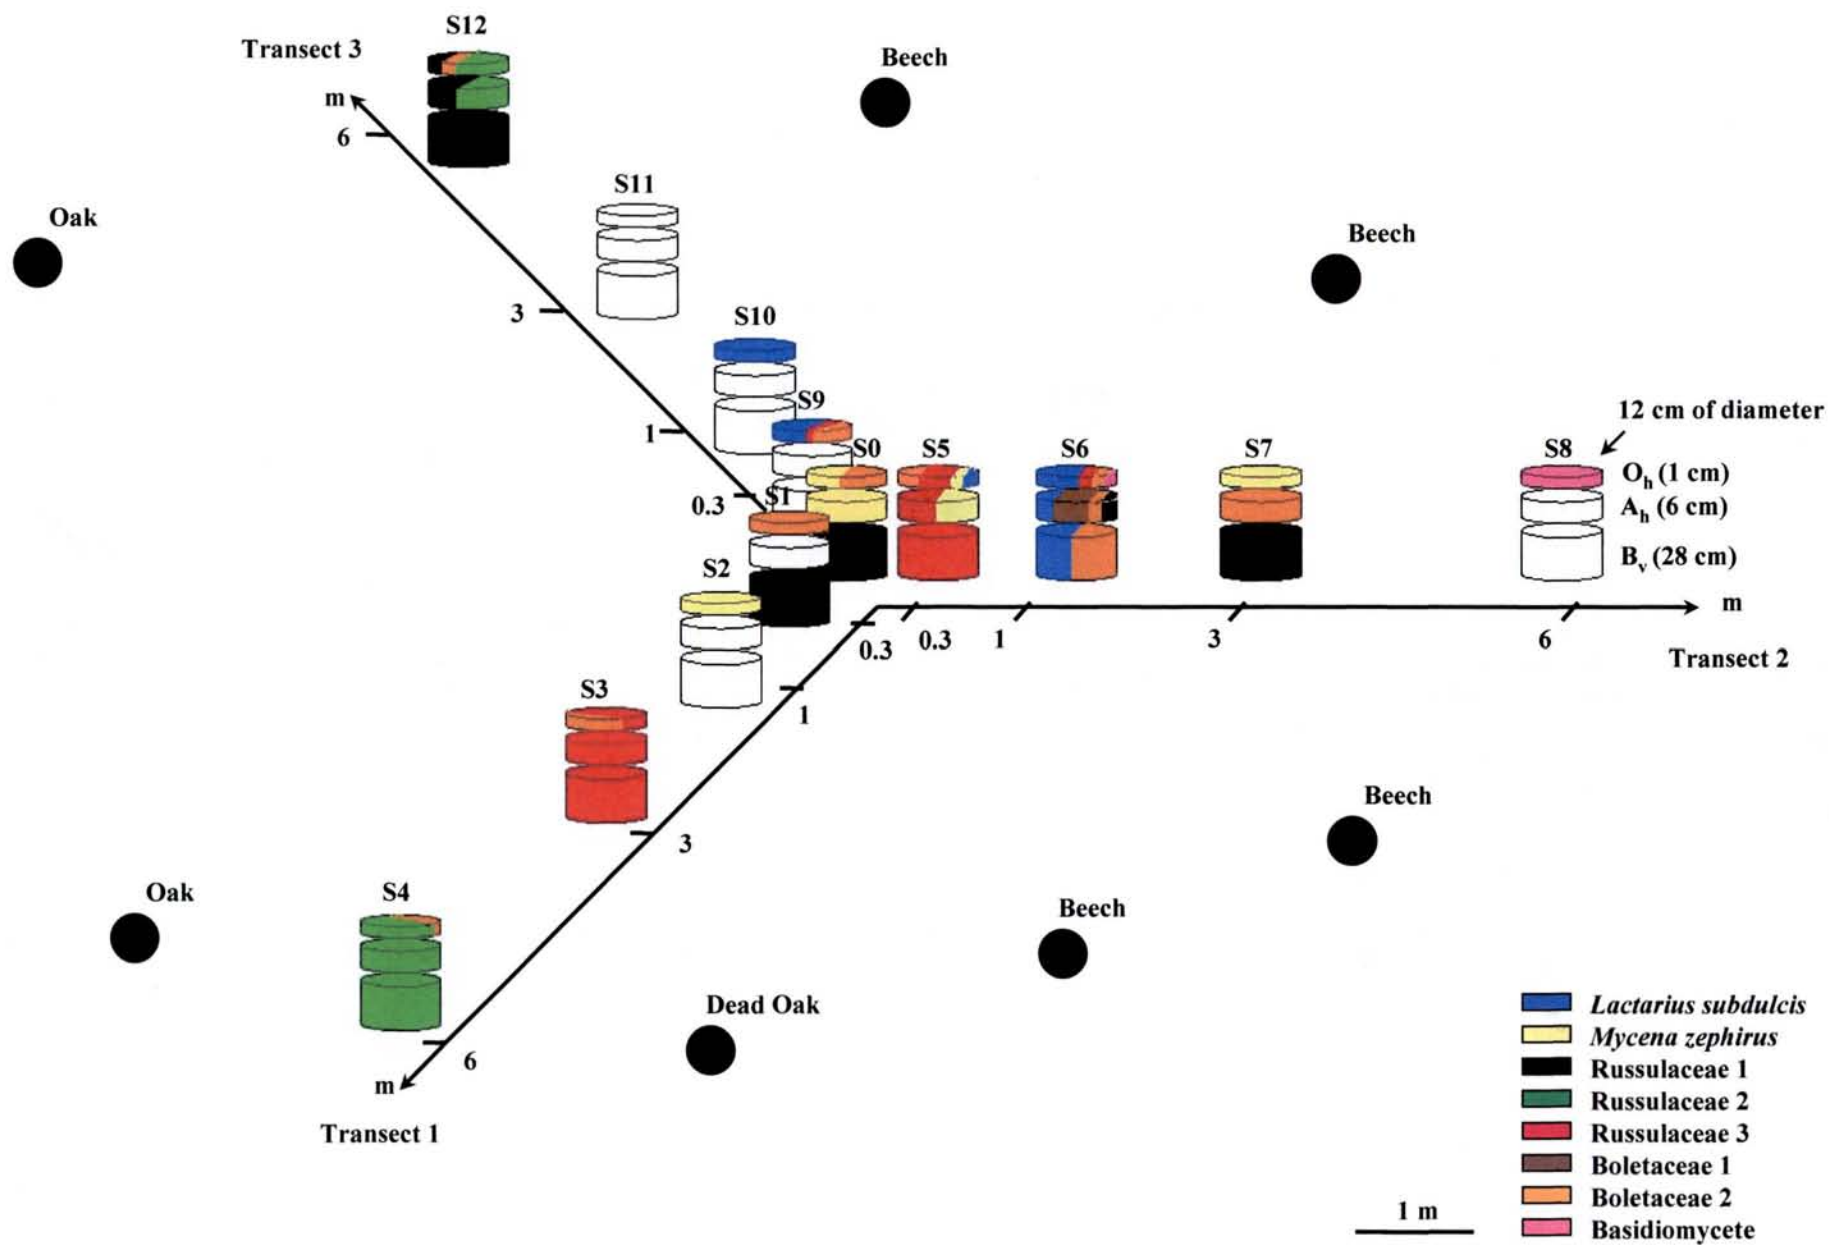 S12
Transect 3
Beech
m
6
S11
Oak
Beech
3
S10
S9
12 cm of diameter
1
S0
S5
S6
S7
S8
Oh (1 cm)
0.3
S1
Ah (6 cm)
Bv (28 cm)
S2
m
0.3
0.3
1
3
6
Transect 2
S3
1
Beech
3
Oak
S4
Beech
Dead Oak
6
m
Transect 1
Lactarius subdulcis
Mycena zephirus
Russulaceae 1
Russulaceae 2
Russulaceae 3
Boletaceae 1
Boletaceae 2
Basidiomycete
1 m